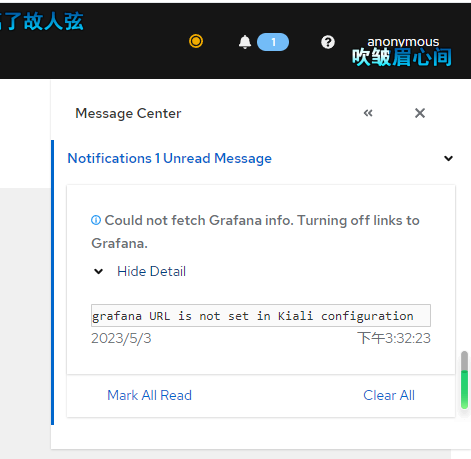 了故人弦
1
anonymous
吹皱眉心间
Message Center
Notifications 1 Unread Message
Could not fetch Grafana info. Turning off links to
Grafana.
Hide Detail
grafana URL is not set in Kiali configuration
2023/5/3 下午3:32:23
Mark All Read Clear All